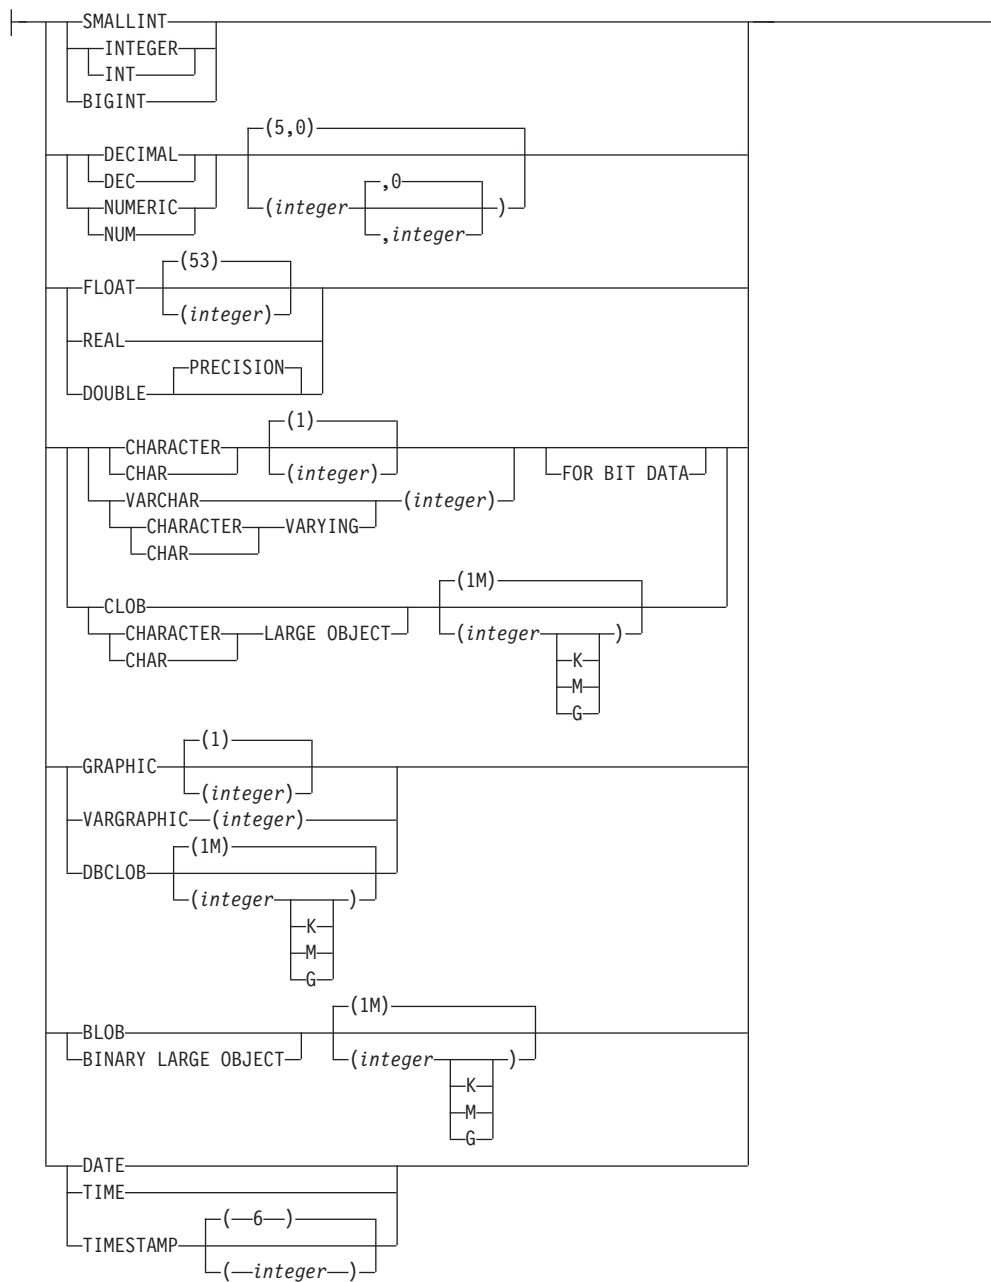 SMALLINT
INTEGER
INT
BIGINT
(5,0)
DECIMAL
DEC
,0
NUMERIC
(integer )
NUM
,integer
(53)
FLOAT
(integer)
REAL
PRECISION
DOUBLE
(1)
CHARACTER
CHAR
(integer)
FOR BIT DATA
VARCHAR
(integer)
CHARACTER
VARYING
CHAR
(1M)
CLOB
CHARACTER
LARGE OBJECT
(integer )
CHAR
K
M
G
(1)
GRAPHIC
(integer)
VARGRAPHIC
(integer)
(1M)
DBCLOB
(integer )
K
M
G
(1M)
BLOB
BINARY LARGE OBJECT
(integer )
K
M
G
DATE
TIME
( 6 )
TIMESTAMP
( integer )